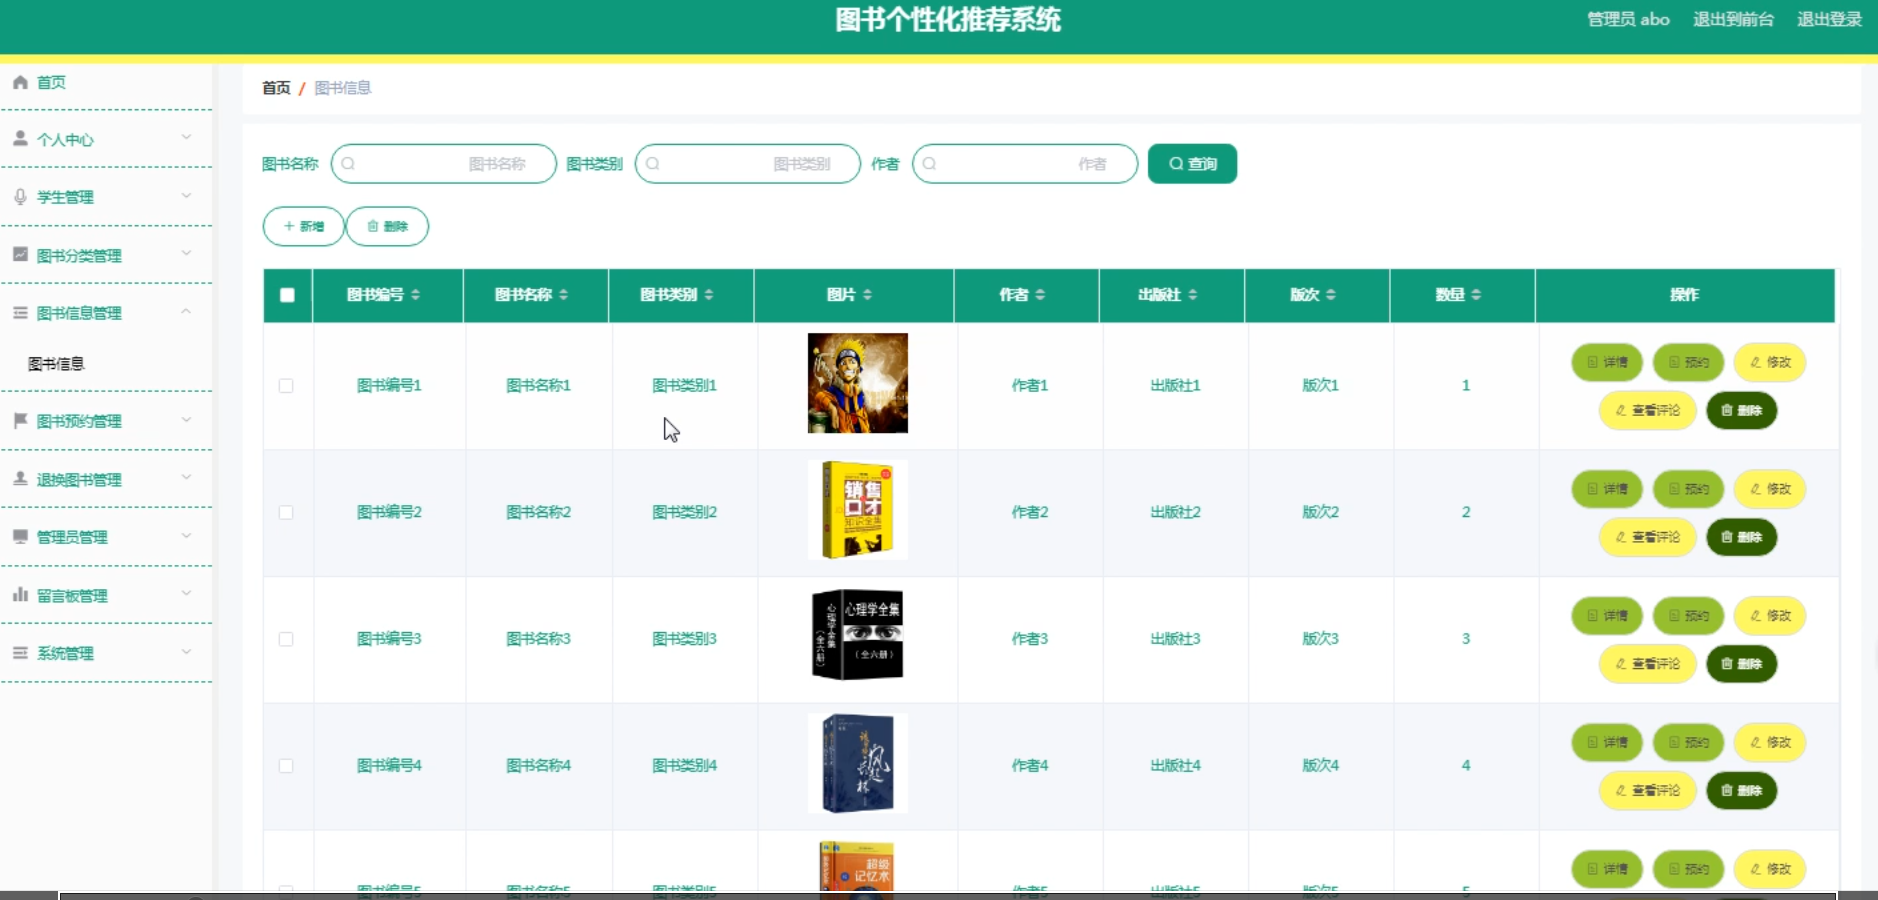 图书个性化推荐系统
管理员 abo 退出到前台 退出登录
首页
个人中心
学生管理
图书分类管理
图书信息管理
图书信息
图书预约管理
退换图书管理
管理员管理
留言板管理
系统管理
首页 / 图书信息
图书名称 图书名称 图书类别 图书类别 作者 作者 查询
新增 删除
图书编号 图书名称 图书类别 图片 作者 出版社 版次 数量 操作
图书编号1 图书名称1 图书类别1 作者1 出版社1 版次1 1 详情 预约 修改
查看评论 删除
图书编号2 图书名称2 图书类别2 销售口才 知识全集 作者2 出版社2 版次2 2 详情 预约 修改
查看评论 删除
图书编号3 图书名称3 图书类别3 心理学全集(全六册) 心理学全集 (全六册) 作者3 出版社3 版次3 3 详情 预约 修改
查看评论 删除
图书编号4 图书名称4 图书类别4 风起长林 作者4 出版社4 版次4 4 详情 预约 修改
查看评论 删除
图书编号5 图书名称5 图书类别5 超级记忆术 作者5 出版社5 版次5 5 详情 预约 修改